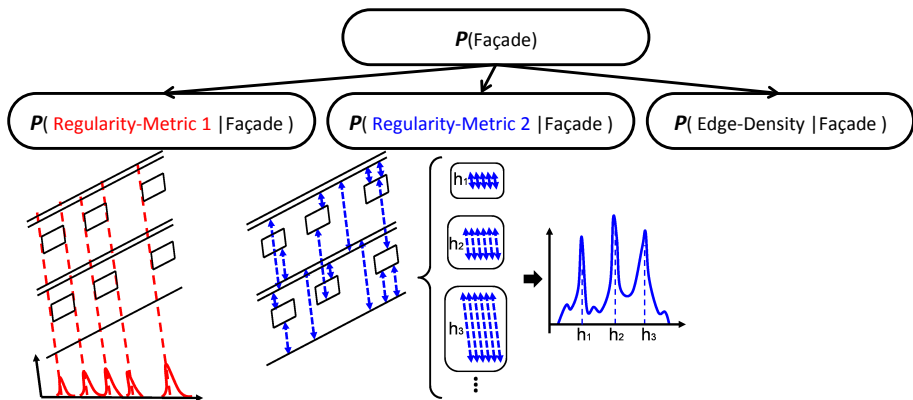 P(Façade)
P( Regularity-Metric 1 |Façade )
P( Regularity-Metric 2 |Façade )
P( Edge-Density |Façade )
h₁
h₂
h₃
h₁ h₂ h₃